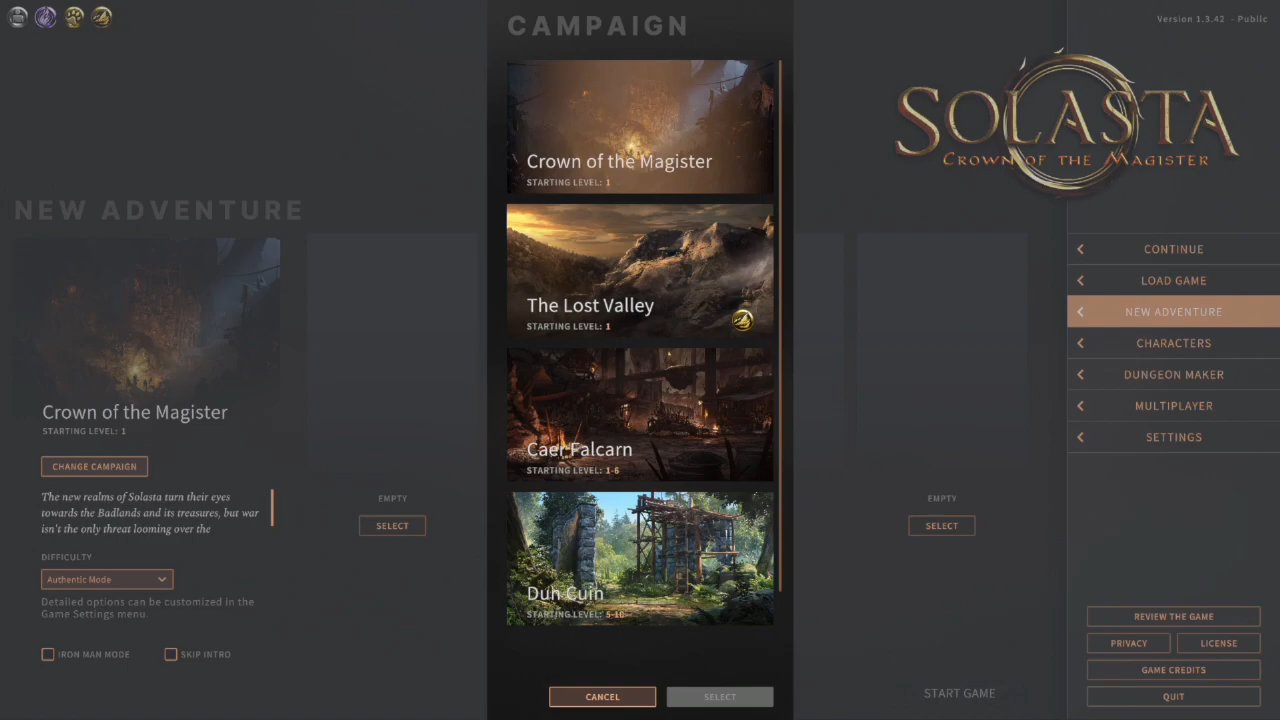 CAMPAIGN
Crown of the Magister
STARTING LEVEL: 1
The Lost Valley
STARTING LEVEL: 1
Caer Falcarn
STARTING LEVEL: 1-6
Dun Cuin
STARTING LEVEL: 5-10
CANCEL
SELECT
NEW ADVENTURE
Crown of the Magister
STARTING LEVEL: 1
CHANGE CAMPAIGN
The new realms of Solasta turn their eyes
towards the Badlands and its treasures, but war
isn't the only threat looming over the
DIFFICULTY
Authentic Mode
Detailed options can be customized in the
Game Settings menu.
IRON MAN MODE
SKIP INTRO
EMPTY
SELECT
EMPTY
SELECT
START GAME
Version 1.3.42 - Public
SOLASTA
CROWN OF THE MAGISTER
CONTINUE
LOAD GAME
NEW ADVENTURE
CHARACTERS
DUNGEON MAKER
MULTIPLAYER
SETTINGS
REVIEW THE GAME
PRIVACY
LICENSE
GAME CREDITS
QUIT